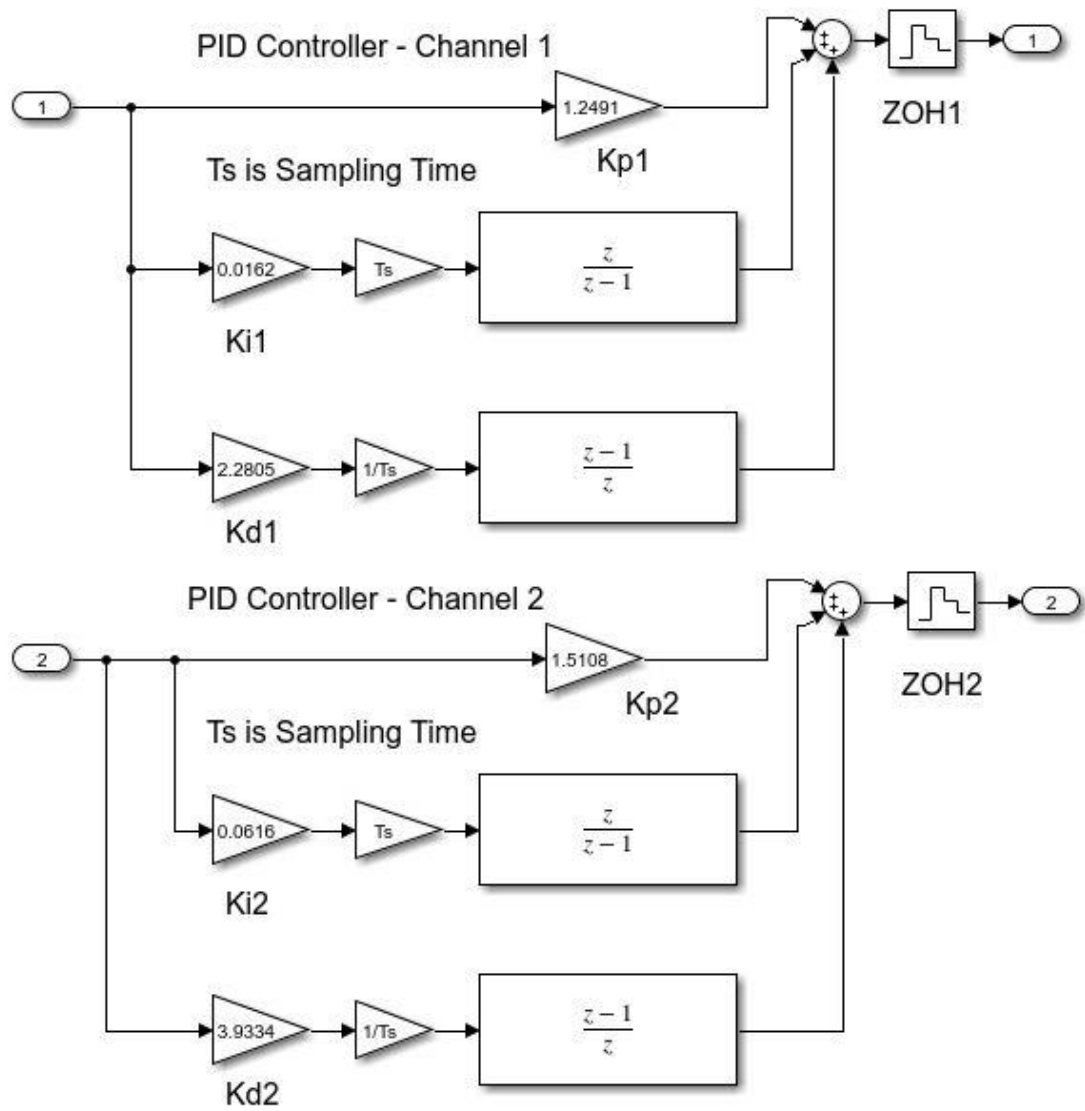 PID Controller - Channel 1
1
1.2491
Kp1
+
+
+
ZOH1
1
Ts is Sampling Time
0.0162
Ki1
Ts
z
z − 1
2.2805
Kd1
1/Ts
z − 1
z
PID Controller - Channel 2
2
1.5108
Kp2
+
+
+
ZOH2
2
Ts is Sampling Time
0.0616
Ki2
Ts
z
z − 1
3.9334
Kd2
1/Ts
z − 1
z